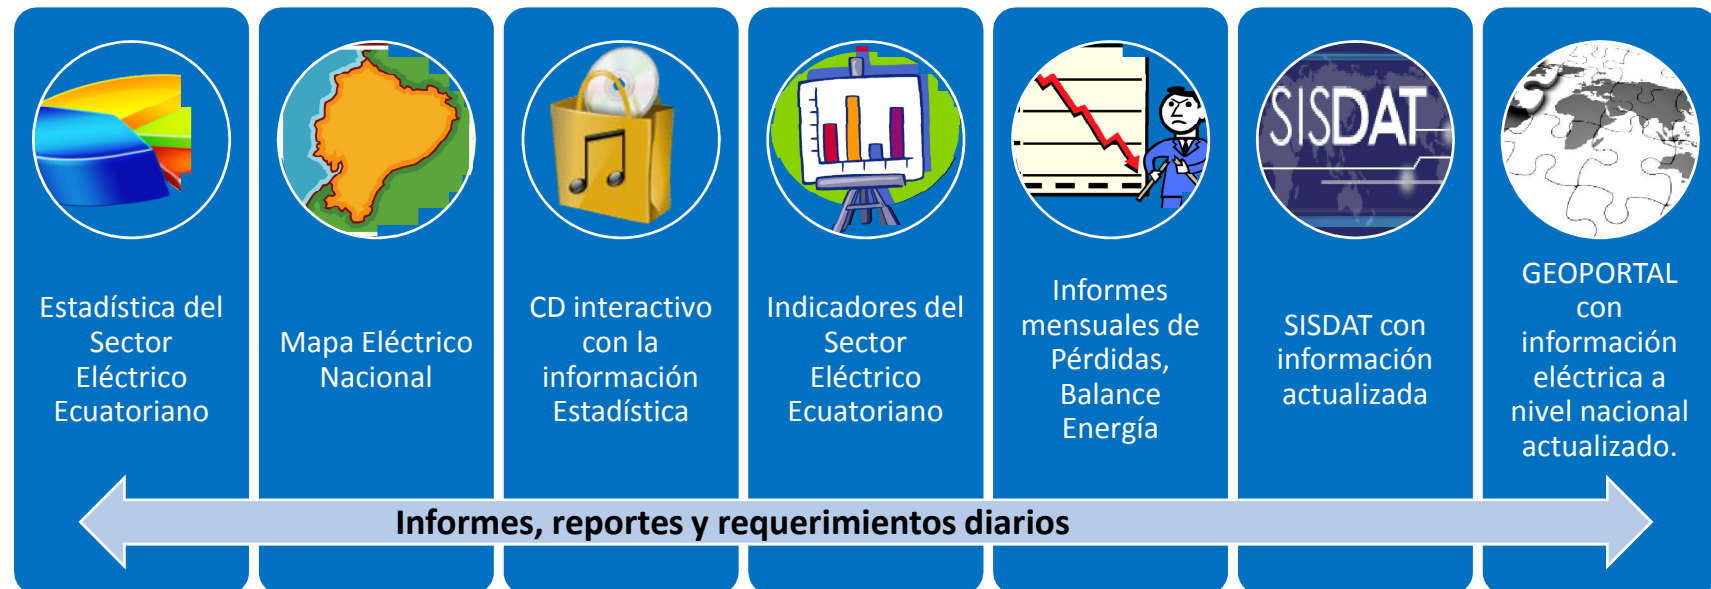 Estadística del
Sector
Eléctrico
Ecuatoriano
Mapa Eléctrico
Nacional
CD interactivo
con la
información
Estadística
Indicadores del
Sector
Eléctrico
Ecuatoriano
Informes
mensuales de
Pérdidas,
Balance
Energía
SISDAT
SISDAT con
información
actualizada
GEOPORTAL
con
información
eléctrica a
nivel nacional
actualizado.
Informes, reportes y requerimientos diarios